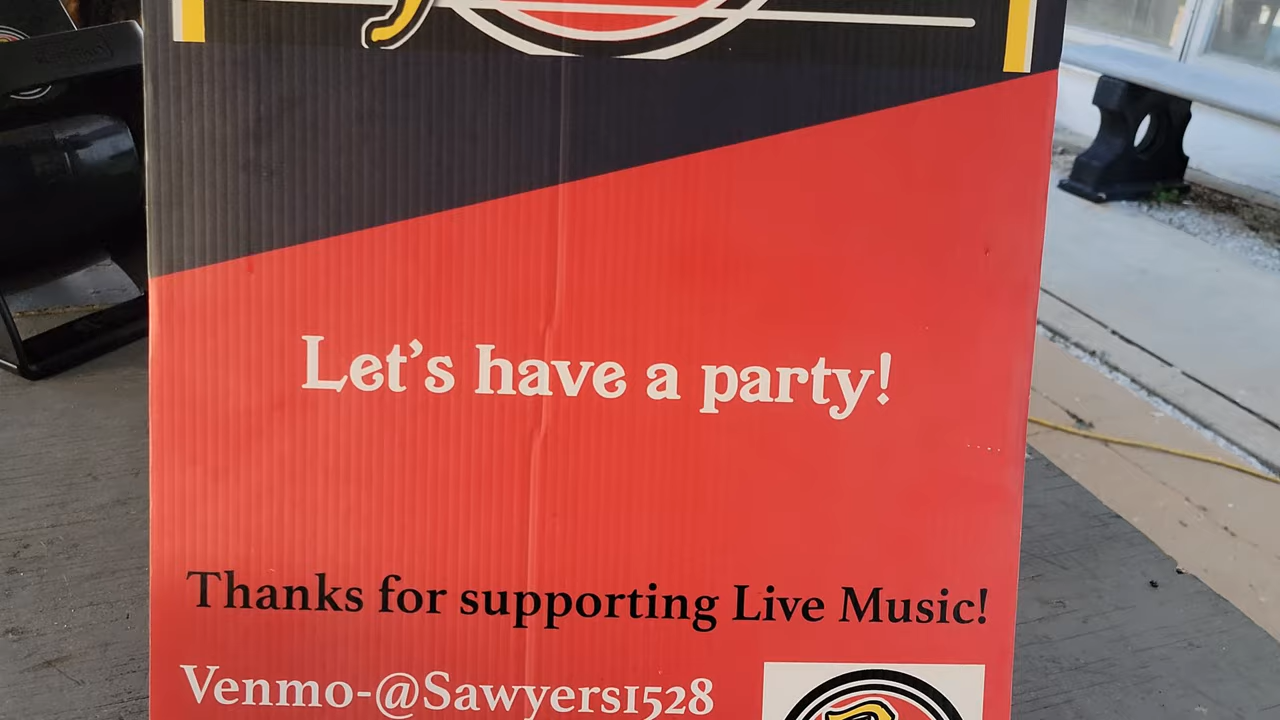 Let's have a party!
Thanks for supporting Live Music!
Venmo-@Sawyers1528